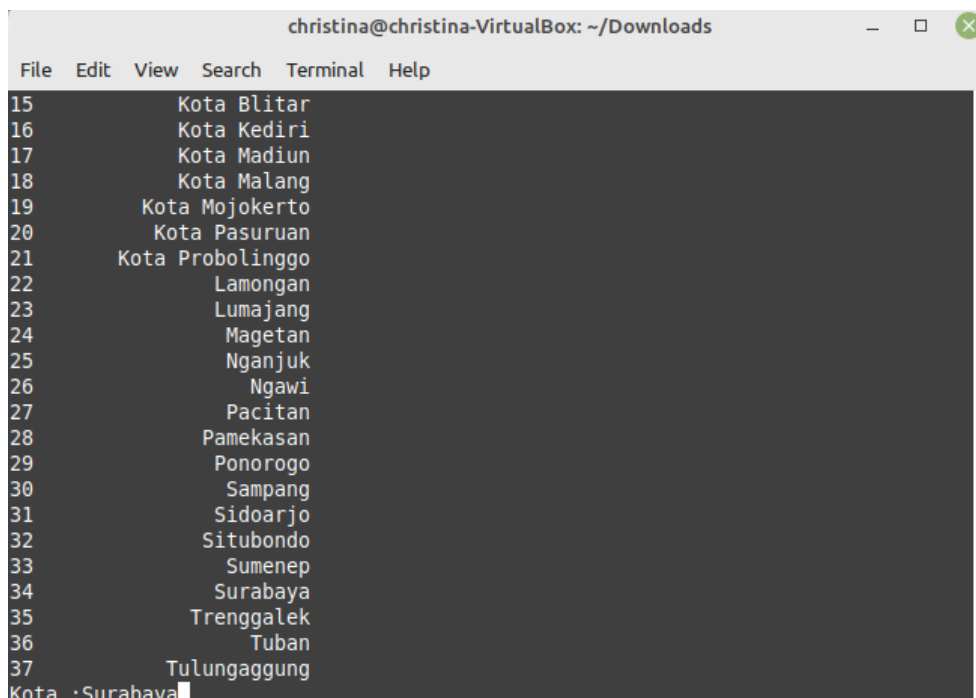 christina@christina-VirtualBox: ~/Downloads
File Edit View Search Terminal Help
15 Kota Blitar
16 Kota Kediri
17 Kota Madiun
18 Kota Malang
19 Kota Mojokerto
20 Kota Pasuruan
21 Kota Probolinggo
22 Lamongan
23 Lumajang
24 Magetan
25 Nganjuk
26 Ngawi
27 Pacitan
28 Pamekasan
29 Ponorogo
30 Sampang
31 Sidoarjo
32 Situbondo
33 Sumenep
34 Surabaya
35 Trenggalek
36 Tuban
37 Tulungaggung
Kota :Surabaya